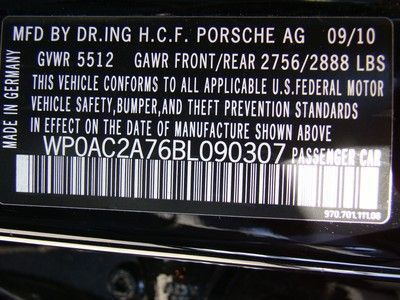 MFD BY DR.ING H.C.F. PORSCHE AG 09/10
GVWR 5512 GAWR FRONT/REAR 2756/2888 LBS
THIS VEHICLE CONFORMS TO ALL APPLICABLE U.S.FEDERAL MOTOR
VEHICLE SAFETY,BUMPER,AND THEFT PREVENTION STANDARDS
IN EFFECT ON THE DATE OF MANUFACTURE SHOWN ABOVE.
WP0AC2A76BL090307 PASSENGER CAR
MADE IN GERMANY
970.701.111.08